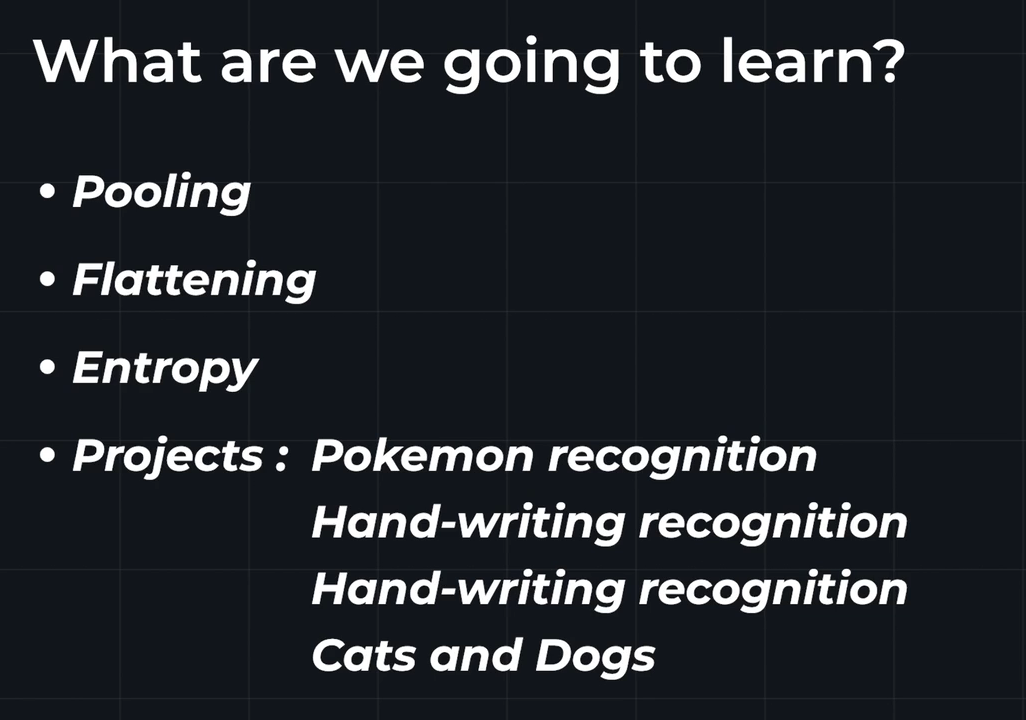 What are we going to learn?
• Pooling
• Flattening
• Entropy
• Projects : Pokemon recognition
Hand-writing recognition
Hand-writing recognition
Cats and Dogs